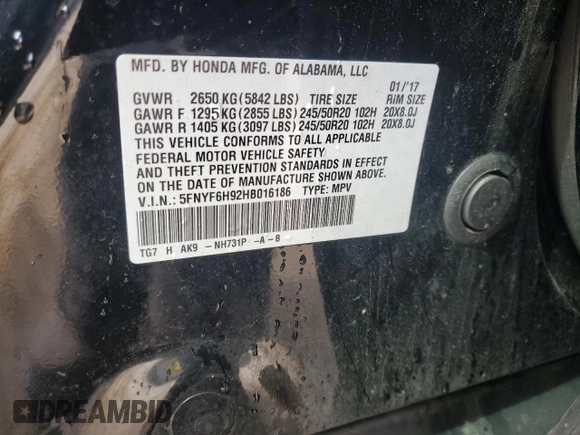 MFD. BY HONDA MFG. OF ALABAMA, LLC
01/'17
GVWR 2650 KG (5842 LBS) TIRE SIZE RIM SIZE
GAWR F 1295 KG (2855 LBS) 245/50R20 102H 20X8.0J
GAWR R 1405 KG (3097 LBS) 245/50R20 102H 20X8.0J
THIS VEHICLE CONFORMS TO ALL APPLICABLE
FEDERAL MOTOR VEHICLE SAFETY
AND THEFT PREVENTION STANDARDS IN EFFECT
ON THE DATE OF MANUFACTURE SHOWN ABOVE.
V.I.N.: 5FNYF6H92HB016186 TYPE: MPV
TG7 H AK9 -NH731P -A-B
DREAMBID